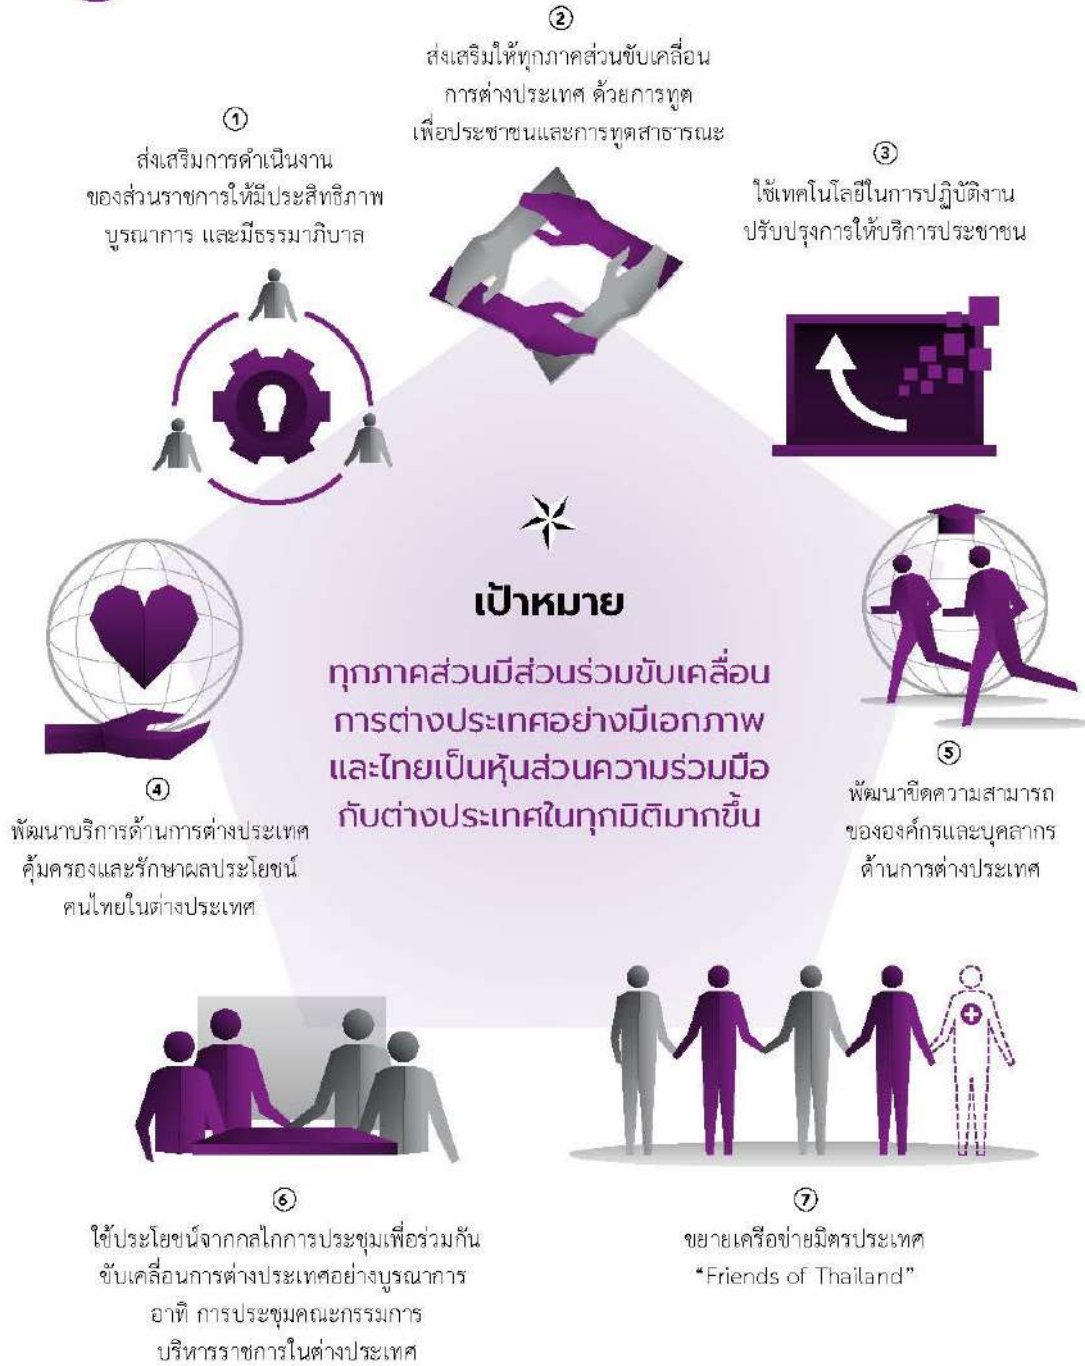 ①
ส่งเสริมการดำเนินงาน
ของส่วนราชการให้มีประสิทธิภาพ
บูรณาการ และมีธรรมาภิบาล
②
ส่งเสริมให้ทุกภาคส่วนขับเคลื่อน
การต่างประเทศ ด้วยการทูต
เพื่อประชาชนและการทูตสาธารณะ
③
ใช้เทคโนโลยีในการปฏิบัติงาน
ปรับปรุงการให้บริการประชาชน
เป้าหมาย
ทุกภาคส่วนมีส่วนร่วมขับเคลื่อน
การต่างประเทศอย่างมีเอกภาพ
และไทยเป็นหุ้นส่วนความร่วมมือ
กับต่างประเทศในทุกมิติมากขึ้น
④
พัฒนาบริการด้านการต่างประเทศ
คุ้มครองและรักษาผลประโยชน์
คนไทยในต่างประเทศ
⑤
พัฒนาขีดความสามารถ
ขององค์กรและบุคลากร
ด้านการต่างประเทศ
⑥
ใช้ประโยชน์จากกลไกการประชุมเพื่อร่วมกัน
ขับเคลื่อนการต่างประเทศอย่างบูรณาการ
อาทิ การประชุมคณะกรรมการ
บริหารราชการในต่างประเทศ
⑦
ขยายเครือข่ายมิตรประเทศ
“Friends of Thailand”